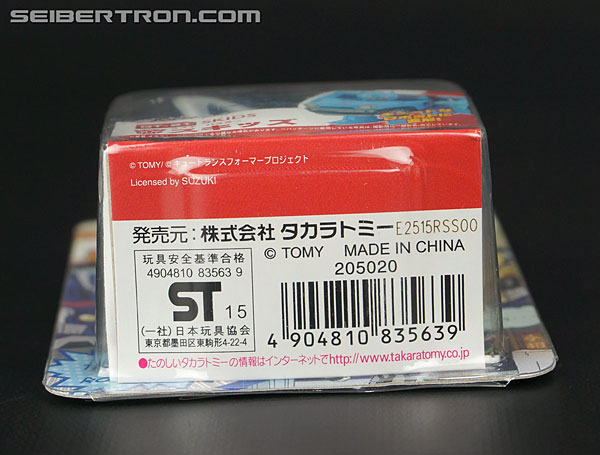 SEIBERTRON.COM
© TOMY/ © キュートランスフォーマープロジェクト
Licensed by SUZUKI
発売元：株式会社 タカラトミー E2515RSS00
© TOMY MADE IN CHINA
205020
玩具安全基準合格
4904810 83563 9
ST 15
(一社)日本玩具協会
東京都墨田区東駒形4-22-4
4 904810 835639
●たのしいタカラトミーの情報はインターネットでhttp://www.takaratomy.co.jp